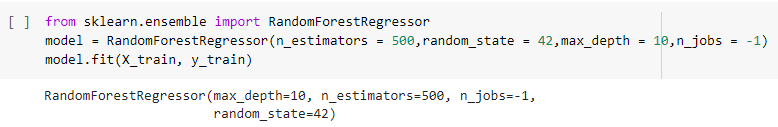 [ ] from sklearn.ensemble import RandomForestRegressor
model = RandomForestRegressor(n_estimators = 500,random_state = 42,max_depth = 10,n_jobs = -1)
model.fit(X_train, y_train)
RandomForestRegressor(max_depth=10, n_estimators=500, n_jobs=-1,
random_state=42)